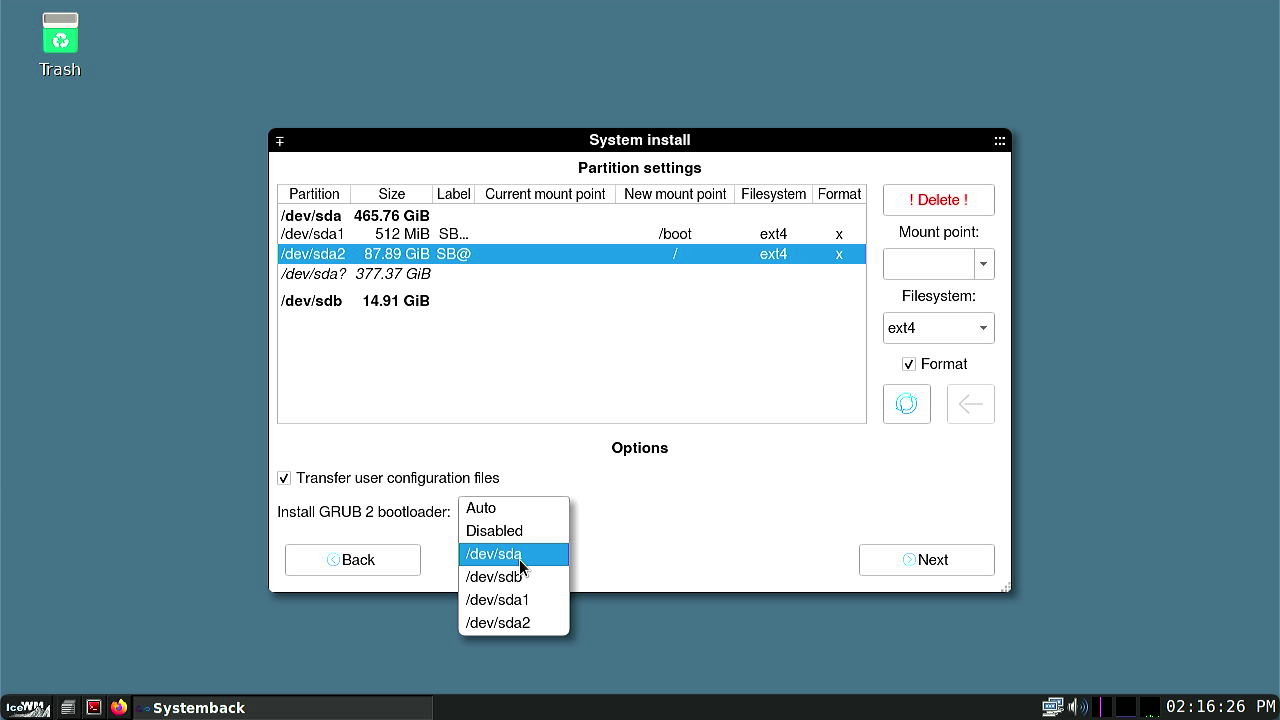 Trash
System install
Partition settings
Partition Size Label Current mount point New mount point Filesystem Format
/dev/sda 465.76 GiB
/dev/sda1 512 MiB SB... /boot ext4 x
/dev/sda2 87.89 GiB SB@ / ext4 x
/dev/sda? 377.37 GiB
/dev/sdb 14.91 GiB
! Delete !
Mount point:
Filesystem:
ext4
Format
Options
Transfer user configuration files
Install GRUB 2 bootloader:
Auto
Disabled
/dev/sda
/dev/sdb
/dev/sda1
/dev/sda2
Back
Next
IceWM
Systemback
02:16:26 PM